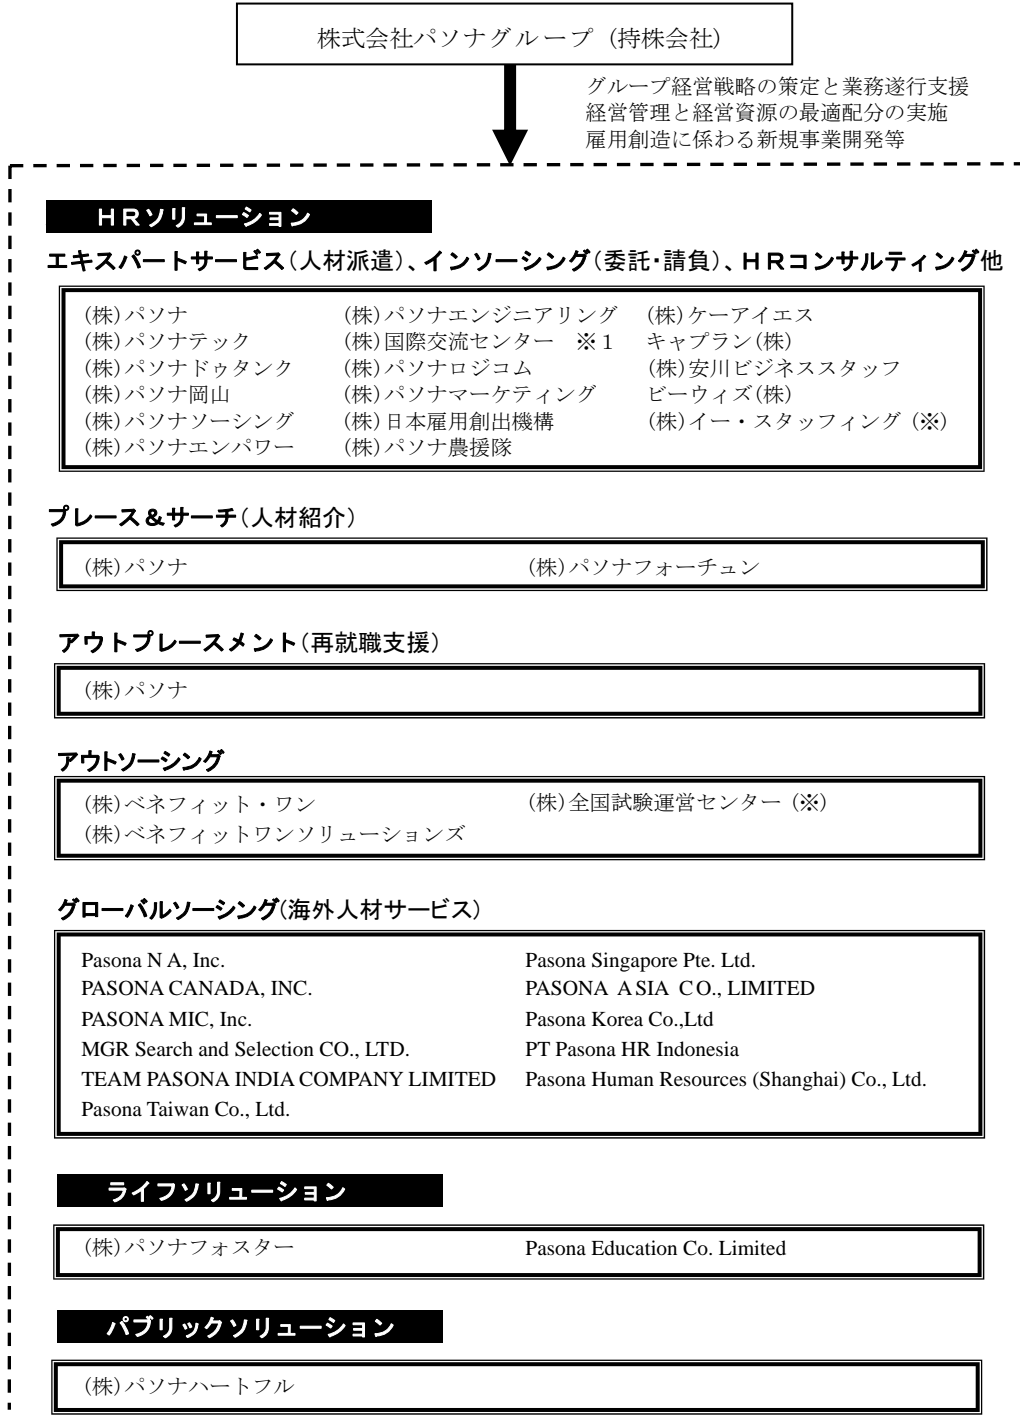 株式会社パソナグループ（持株会社）
グループ経営戦略の策定と業務遂行支援
経営管理と経営資源の最適配分の実施
雇用創造に係わる新規事業開発等
ＨＲソリューション
エキスパートサービス（人材派遣）、インソーシング（委託・請負）、ＨＲコンサルティング他
(株)パソナ (株)パソナエンジニアリング (株)ケーアイエス
(株)パソナテック (株)国際交流センター ※１ キャプラン(株)
(株)パソナドゥタンク (株)パソナロジコム (株)安川ビジネススタッフ
(株)パソナ岡山 (株)パソナマーケティング ビーウィズ(株)
(株)パソナソーシング (株)日本雇用創出機構 (株)イー・スタッフィング (※)
(株)パソナエンパワー (株)パソナ農援隊
プレース＆サーチ（人材紹介）
(株)パソナ (株)パソナフォーチュン
アウトプレースメント（再就職支援）
(株)パソナ
アウトソーシング
(株)ベネフィット・ワン (株)全国試験運営センター (※)
(株)ベネフィットワンソリューションズ
グローバルソーシング（海外人材サービス）
Pasona N A, Inc. Pasona Singapore Pte. Ltd.
PASONA CANADA, INC. PASONA ASIA CO., LIMITED
PASONA MIC, Inc. Pasona Korea Co.,Ltd
MGR Search and Selection CO., LTD. PT Pasona HR Indonesia
TEAM PASONA INDIA COMPANY LIMITED Pasona Human Resources (Shanghai) Co., Ltd.
Pasona Taiwan Co., Ltd.
ライフソリューション
(株)パソナフォスター Pasona Education Co. Limited
パブリックソリューション
(株)パソナハートフル